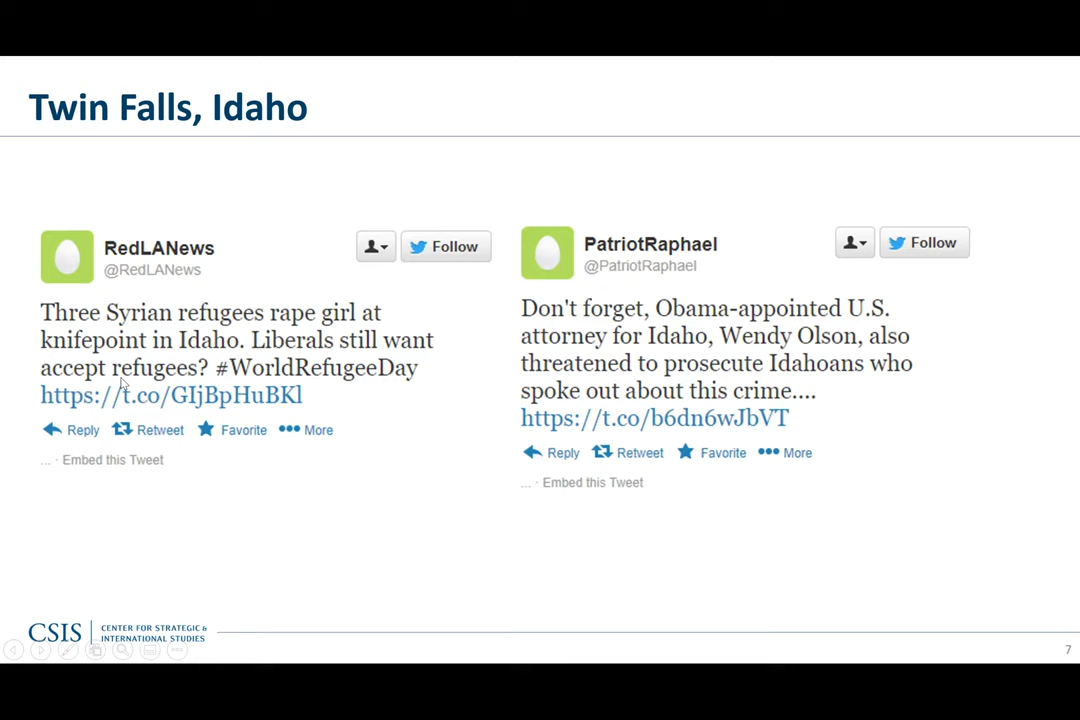 Twin Falls, Idaho
RedLANews
@RedLANews
Follow
Three Syrian refugees rape girl at
knifepoint in Idaho. Liberals still want
accept refugees? #WorldRefugeeDay
https://t.co/GIjBpHuBKl
Reply Retweet Favorite More
... · Embed this Tweet
PatriotRaphael
@PatriotRaphael
Follow
Don't forget, Obama-appointed U.S.
attorney for Idaho, Wendy Olson, also
threatened to prosecute Idahoans who
spoke out about this crime....
https://t.co/b6dn6wJbVT
Reply Retweet Favorite More
... · Embed this Tweet
CSIS
CENTER FOR STRATEGIC &
INTERNATIONAL STUDIES
7